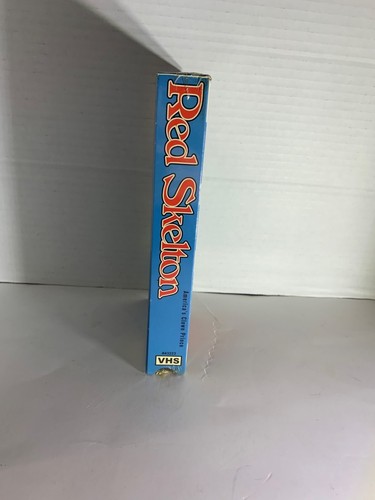 Red Skelton
America's Clown Prince
VHS